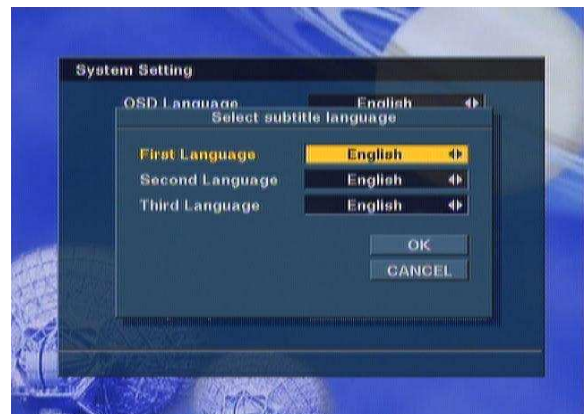 System Setting
OSD Language English
Select subtitle language
First Language English
Second Language English
Third Language English
OK
CANCEL